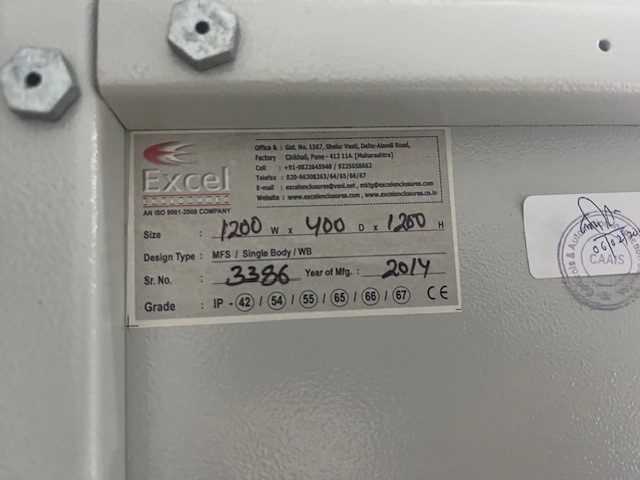 Excel
ENCLOSURES
AN ISO 9001-2008 COMPANY
Office & : Gat. No. 1567, Shelar Vasti, Dehu-Alandi Road,
Factory Chikhali, Pune - 412 114. (Maharashtra)
Cell : +91-9822645948 / 9225658662
Telefax : 020-66308263/64/65/66/67
E-mail : excelenclosures@vsnl.net , mktg@excelenclosures.com
Website : www.excelenclosures.com , www.excelenclosures.co.in
Size : 1200 W x 400 D x 1200 H
Design Type : MFS / Single Body / WB
Sr. No. : 3386 Year of Mfg. : 2014
Grade : IP - 42 / 54 / 55 / 65 / 66 / 67 CE
CAAIS